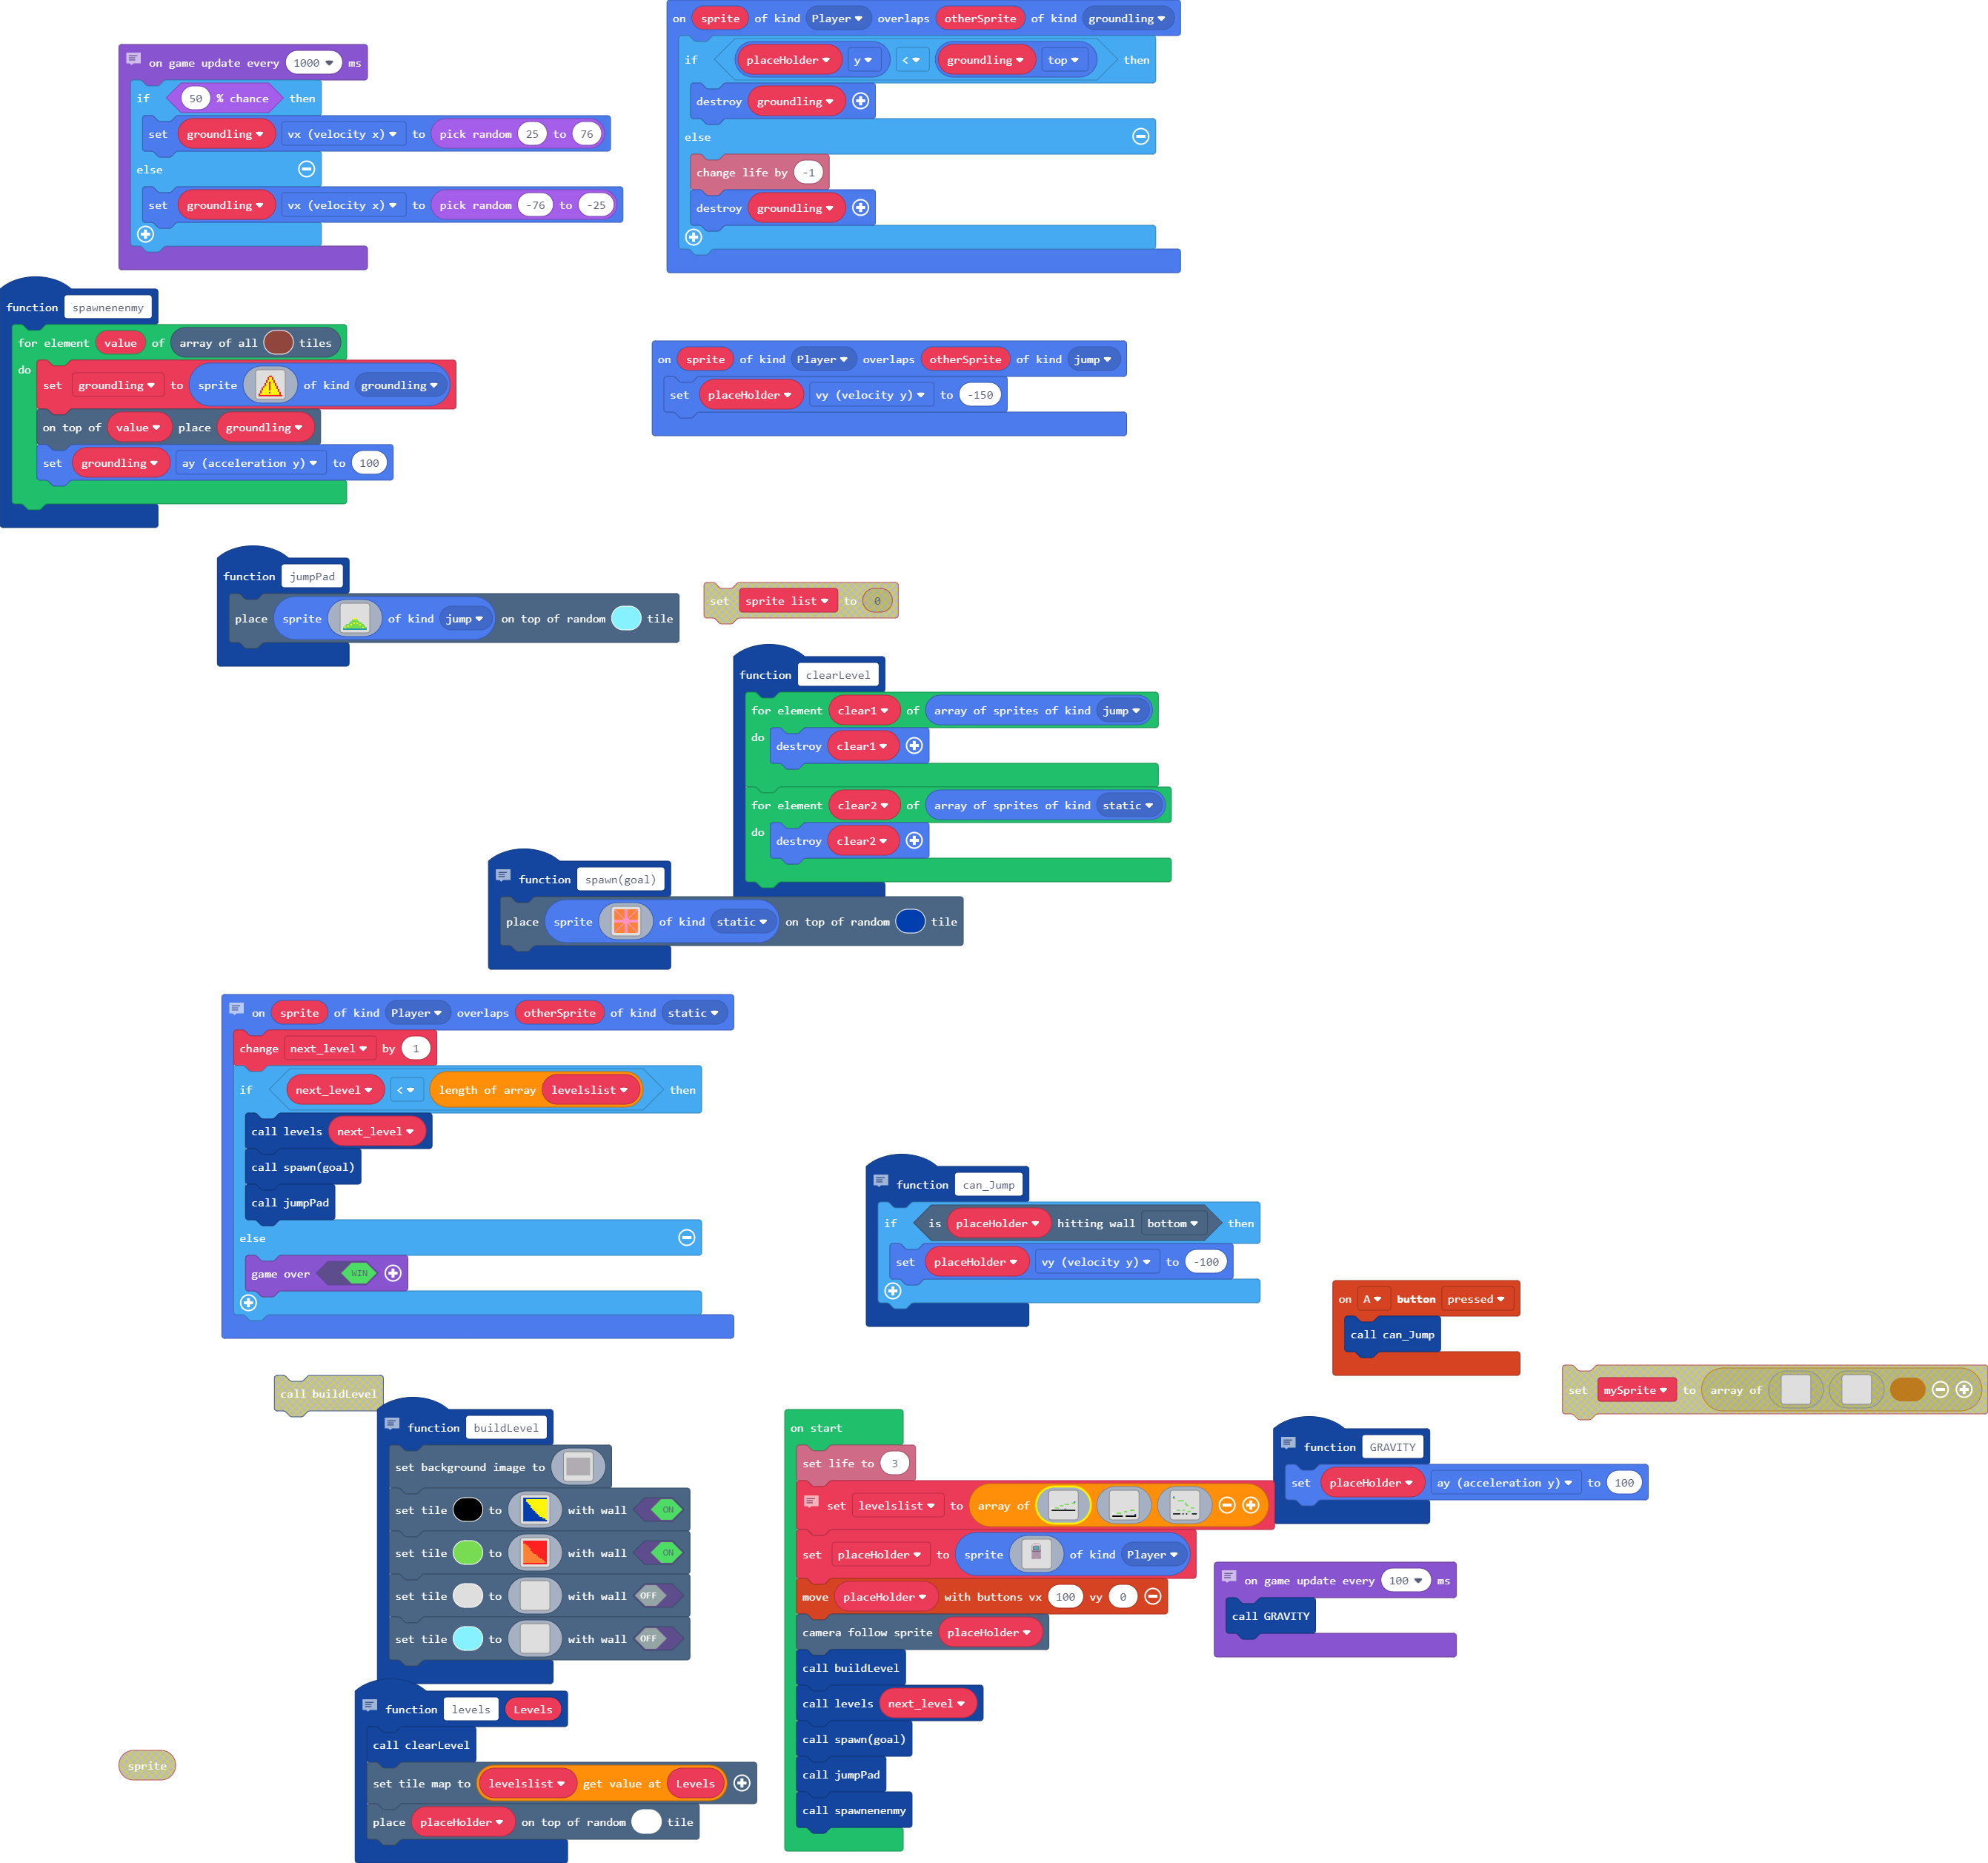 on game update every 1000 ms
if 50 % chance then
set groundling vx (velocity x) to pick random 25 to 76
else
set groundling vx (velocity x) to pick random -76 to -25
on sprite of kind Player overlaps otherSprite of kind groundling
if placeHolder y < groundling top then
destroy groundling
else
change life by -1
destroy groundling
function spawnenenmy
for element value of array of all tiles
do
set groundling to sprite of kind groundling
on top of value place groundling
set groundling ay (acceleration y) to 100
on sprite of kind Player overlaps otherSprite of kind jump
set placeHolder vy (velocity y) to -150
function jumpPad
place sprite of kind jump on top of random tile
set sprite list to 0
function clearLevel
for element clear1 of array of sprites of kind jump
do destroy clear1
for element clear2 of array of sprites of kind static
do destroy clear2
function spawn(goal)
place sprite of kind static on top of random tile
on sprite of kind Player overlaps otherSprite of kind static
change next_level by 1
if next_level < length of array levelslist then
call levels next_level
call spawn(goal)
call jumpPad
else
game over WIN
function can_Jump
if is placeHolder hitting wall bottom then
set placeHolder vy (velocity y) to -100
on A button pressed
call can_Jump
call buildLevel
function buildLevel
set background image to
set tile to with wall ON
set tile to with wall ON
set tile to with wall OFF
set tile to with wall OFF
on start
set life to 3
set levelslist to array of
set placeHolder to sprite of kind Player
move placeHolder with buttons vx 100 vy 0
camera follow sprite placeHolder
call buildLevel
call levels next_level
call spawn(goal)
call jumpPad
call spawnenenmy
set mySprite to array of
function GRAVITY
set placeHolder ay (acceleration y) to 100
on game update every 100 ms
call GRAVITY
function levels Levels
call clearLevel
set tile map to levelslist get value at Levels
place placeHolder on top of random tile
sprite